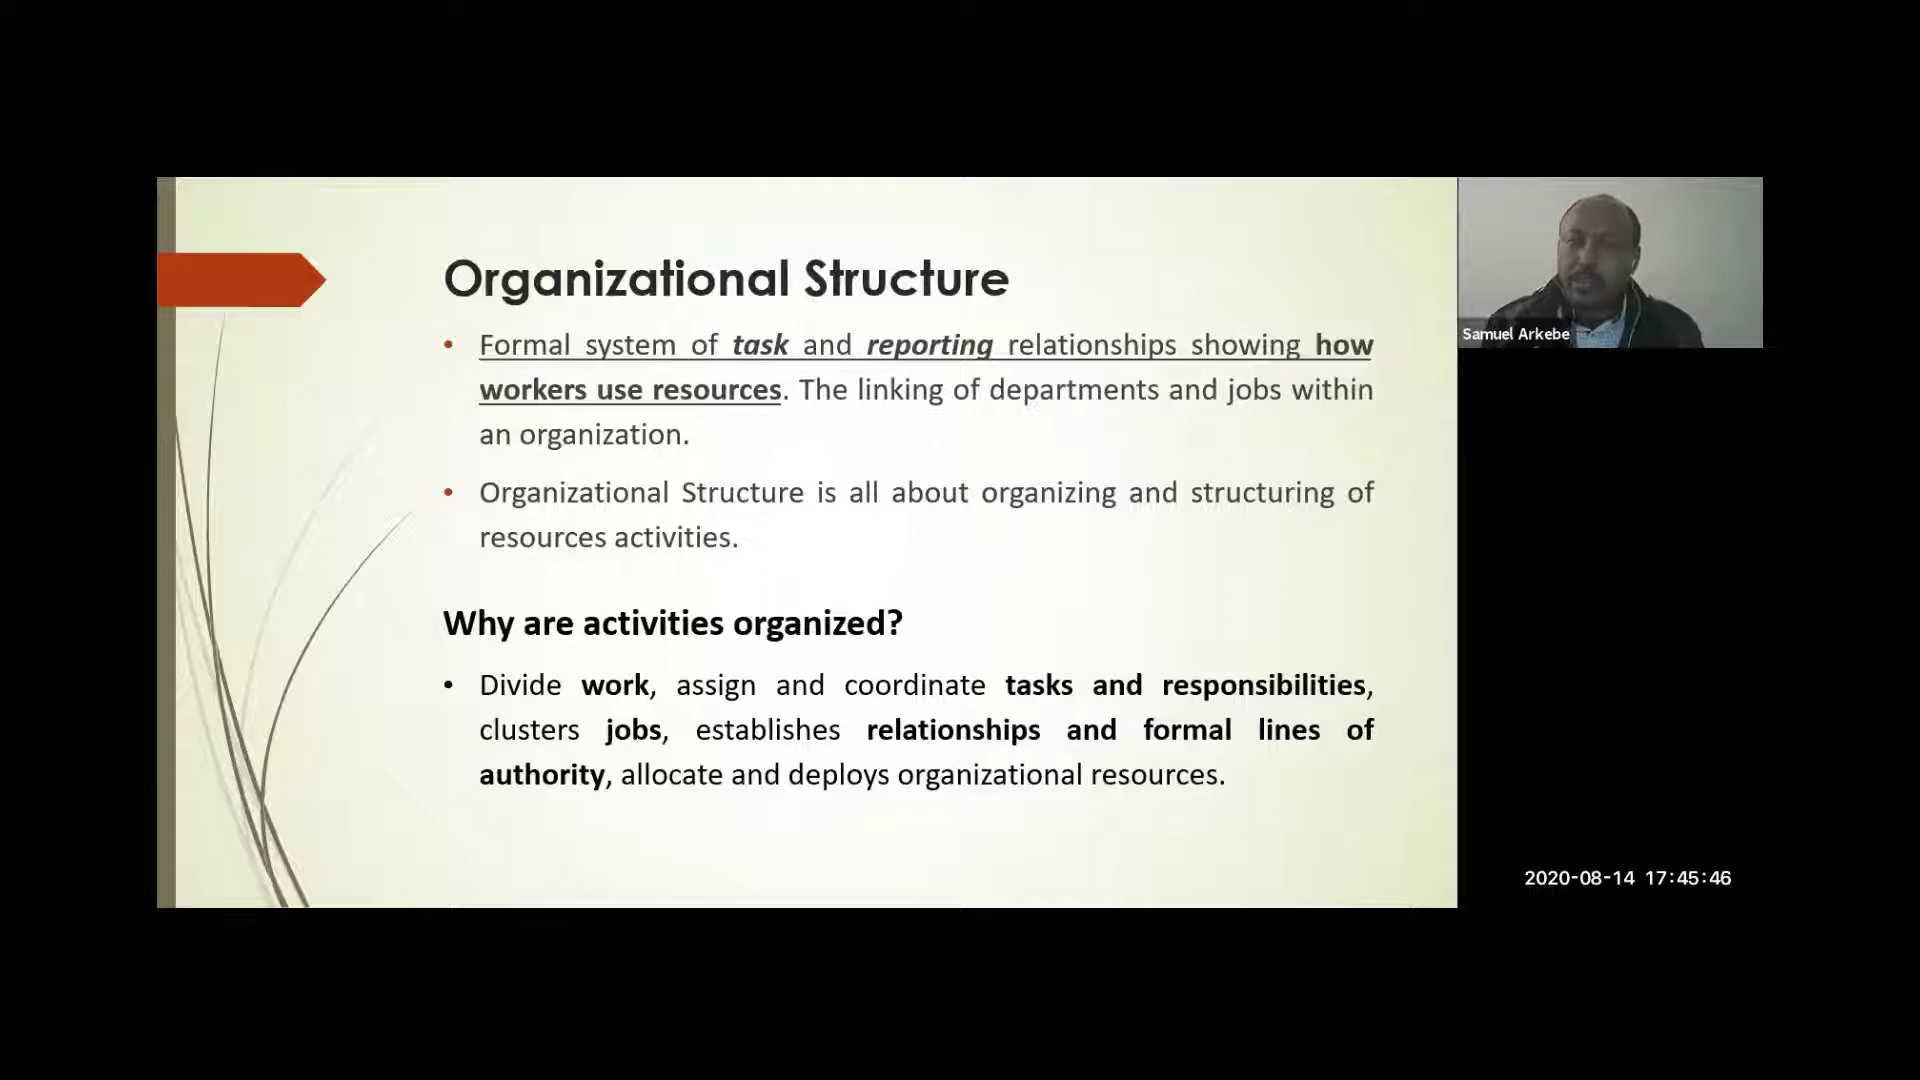 Organizational Structure
• Formal system of task and reporting relationships showing how
workers use resources. The linking of departments and jobs within
an organization.
• Organizational Structure is all about organizing and structuring of
resources activities.
Why are activities organized?
• Divide work, assign and coordinate tasks and responsibilities,
clusters jobs, establishes relationships and formal lines of
authority, allocate and deploys organizational resources.
Samuel Arkebe
2020-08-14 17:45:46